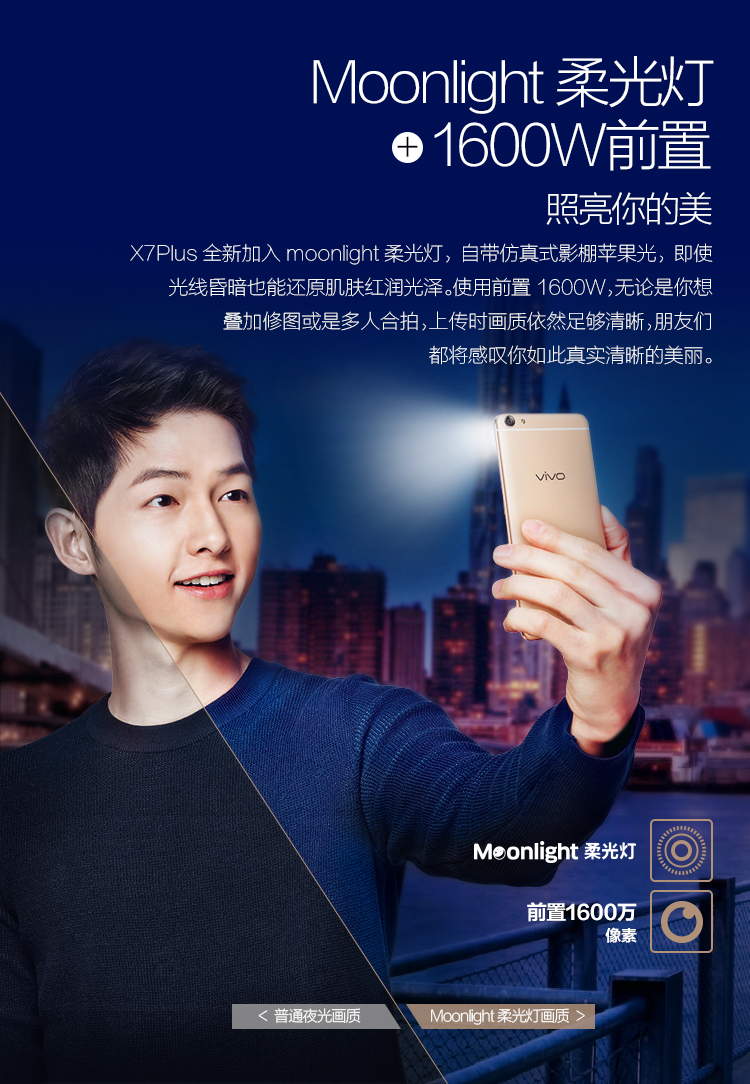 Moonlight 柔光灯
+1600W前置
照亮你的美
X7Plus 全新加入 moonlight 柔光灯，自带仿真式影棚苹果光，即使
光线昏暗也能还原肌肤红润光泽。使用前置 1600W，无论是你想
叠加修图或是多人合拍，上传时画质依然足够清晰，朋友们
都将感叹你如此真实清晰的美丽。
vivo
Moonlight 柔光灯
前置1600万
像素
< 普通夜光画质
Moonlight 柔光灯画质 >